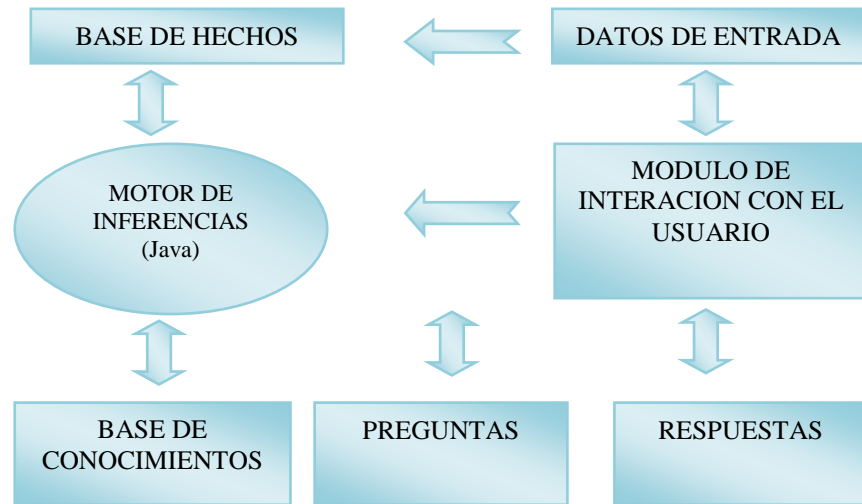 BASE DE HECHOS
DATOS DE ENTRADA
MOTOR DE
INFERENCIAS
(Java)
MODULO DE
INTERACION CON EL
USUARIO
BASE DE
CONOCIMIENTOS
PREGUNTAS
RESPUESTAS